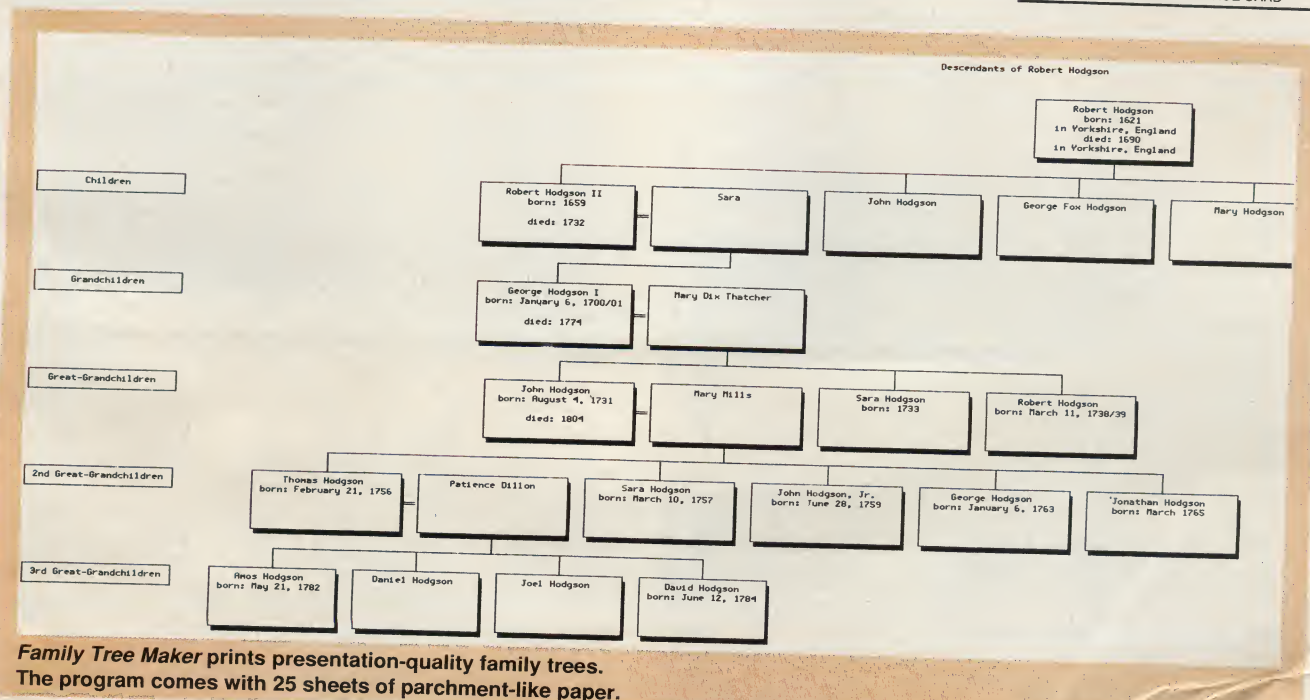 Descendants of Robert Hodgson
Robert Hodgson
born: 1621
in Yorkshire, England
died: 1690
in Yorkshire, England
Children
Robert Hodgson II
born: 1659
died: 1732
Sara
John Hodgson
George Fox Hodgson
Mary Hodgson
Grandchildren
George Hodgson I
born: January 6, 1700/01
died: 1774
Mary Dix Thatcher
Great-Grandchildren
John Hodgson
born: August 4, 1731
died: 1804
Mary Mills
Sara Hodgson
born: 1733
Robert Hodgson
born: March 11, 1738/39
2nd Great-Grandchildren
Thomas Hodgson
born: February 21, 1756
Patience Dillon
Sara Hodgson
born: March 10, 1757
John Hodgson, Jr.
born: June 28, 1759
George Hodgson
born: January 6, 1763
Jonathan Hodgson
born: March 1765
3rd Great-Grandchildren
Amos Hodgson
born: May 21, 1782
Daniel Hodgson
Joel Hodgson
David Hodgson
born: June 12, 1784
Family Tree Maker prints presentation-quality family trees.
The program comes with 25 sheets of parchment-like paper.